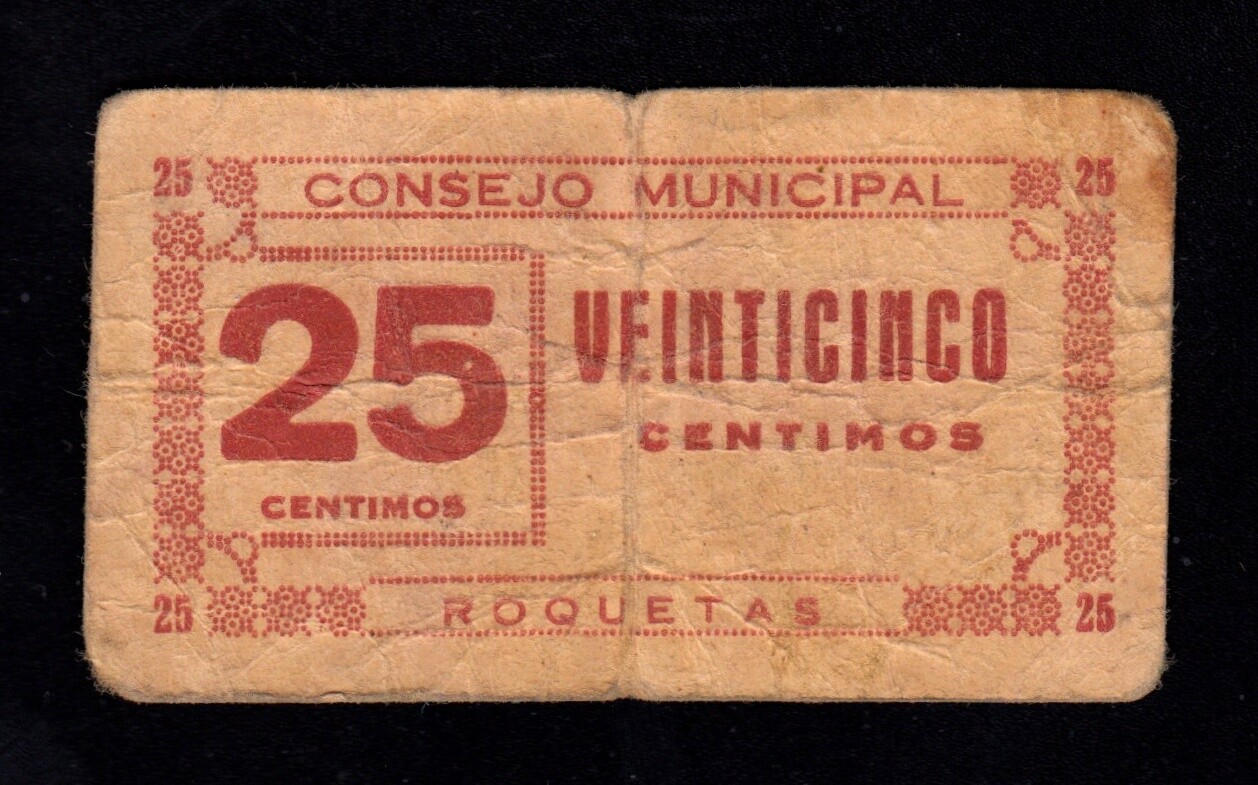 25 CONSEJO MUNICIPAL 25
25
CENTIMOS
VEINTICINCO
CENTIMOS
25 ROQUETAS 25